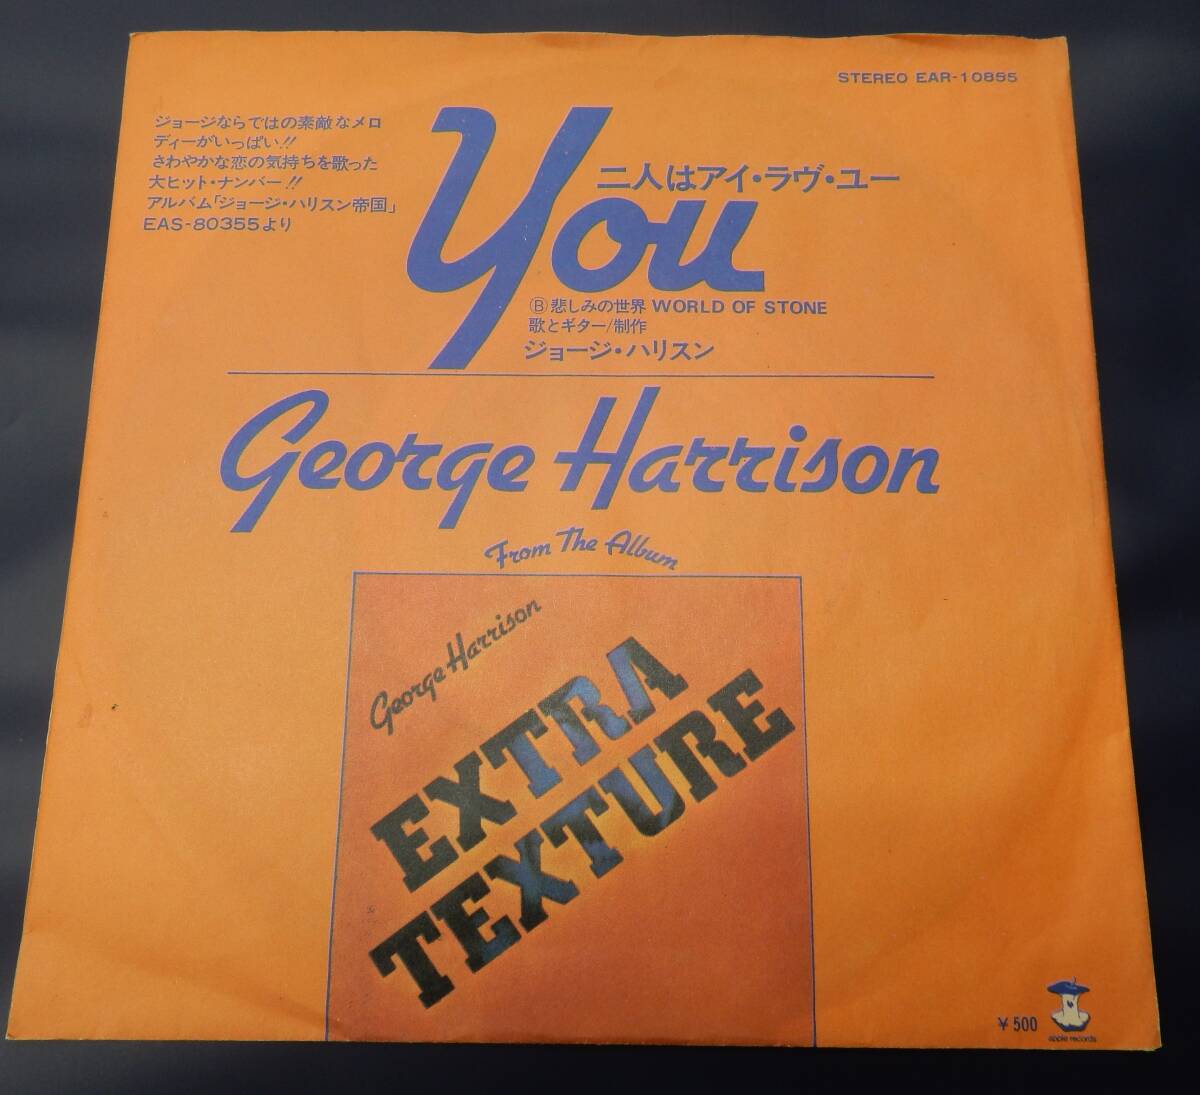 STEREO EAR-10855
ジョージならではの素敵なメロ
ディーがいっぱい!!
さわやかな恋の気持ちを歌った
大ヒット・ナンバー!!
アルバム「ジョージ・ハリスン帝国」
EAS-80355より
You
二人はアイ・ラヴ・ユー
Ⓑ 悲しみの世界 WORLD OF STONE
歌とギター/制作
ジョージ・ハリスン
George Harrison
From The Album
George Harrison
EXTRA
TEXTURE
¥500
apple records